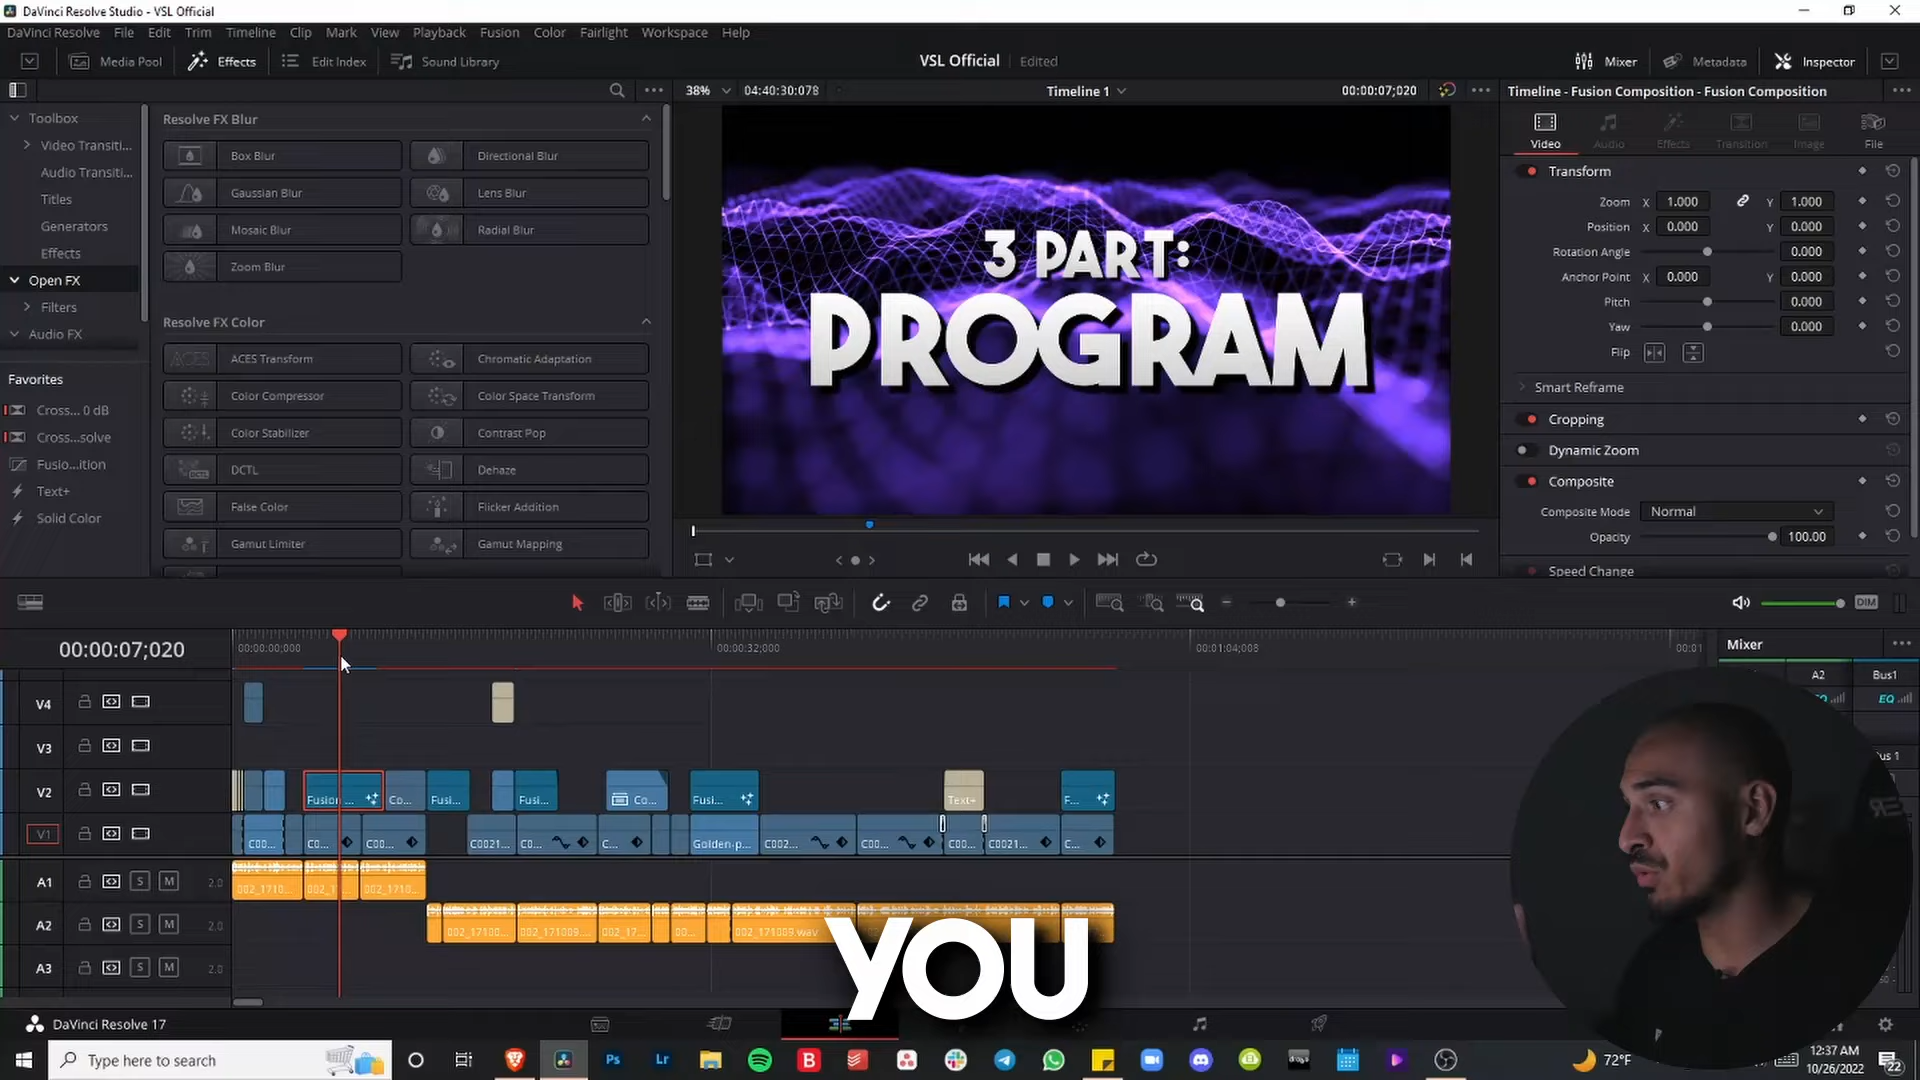 DaVinci Resolve Studio - VSL Official
DaVinci Resolve File Edit Trim Timeline Clip Mark View Playback Fusion Color Fairlight Workspace Help
Media Pool Effects Edit Index Sound Library VSL Official Edited Mixer Metadata Inspector
38% 04:40:30:078 Timeline 1 00:00:07;020 Timeline - Fusion Composition - Fusion Composition
Toolbox
Video Transiti...
Audio Transiti...
Titles
Generators
Effects
Open FX
Filters
Audio FX
Favorites
Cross... 0 dB
Cross...solve
Fusio...ition
Text+
Solid Color
Resolve FX Blur
Box Blur Directional Blur
Gaussian Blur Lens Blur
Mosaic Blur Radial Blur
Zoom Blur
Resolve FX Color
ACES Transform Chromatic Adaptation
Color Compressor Color Space Transform
Color Stabilizer Contrast Pop
DCTL Dehaze
False Color Flicker Addition
Gamut Limiter Gamut Mapping
3 PART:
PROGRAM
Video Audio Effects Transition Image File
Transform
Zoom X 1.000 Y 1.000
Position X 0.000 Y 0.000
Rotation Angle 0.000
Anchor Point X 0.000 Y 0.000
Pitch 0.000
Yaw 0.000
Flip
Smart Reframe
Cropping
Dynamic Zoom
Composite
Composite Mode Normal
Opacity 100.00
Speed Change
DIM
00:00:07;020 00:00:00;000 00:00:32;000 00:01:04;008 00:01
Mixer
A2 Bus1
EQ
V4
V3
V2 Fusion ... Co... Fusi... Fusi... Co... Fusi... Text+ F...
V1 C00... C0... C00... C0021... C0... C... Golden-p... C002... C00... C00... C0021... C...
A1 S M 2.0 002_1710...
A2 S M 2.0 002_17100... 002_171009... 002_17... 00... 002_171009.wav
A3 S M 2.0
YOU
DaVinci Resolve 17
Type here to search
Ps Lr
72°F
12:37 AM
10/26/2022
22